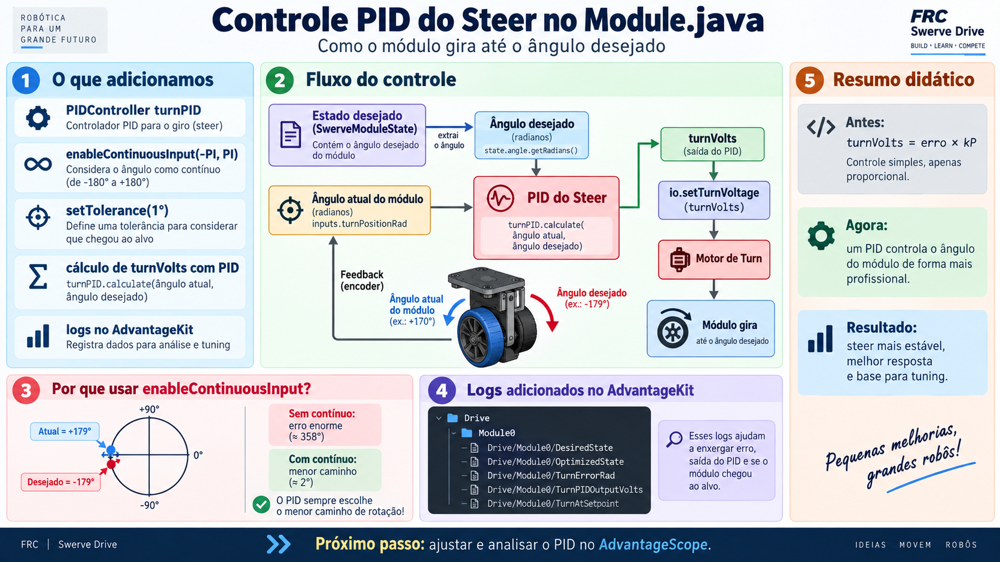 ROBÓTICA
PARA UM
GRANDE FUTURO
Controle PID do Steer no Module.java
Como o módulo gira até o ângulo desejado
FRC
Swerve Drive
BUILD · LEARN · COMPETE
1 O que adicionamos
PIDController turnPID
Controlador PID para o giro (steer)
enableContinuousInput(-PI, PI)
Considera o ângulo como contínuo
(de -180° a +180°)
setTolerance(1°)
Define uma tolerância para considerar
que chegou ao alvo
Σ
cálculo de turnVolts com PID
turnPID.calculate(ângulo atual,
ângulo desejado)
logs no AdvantageKit
Registra dados para análise e tuning
2 Fluxo do controle
Estado desejado
(SwerveModuleState)
Contém o ângulo desejado
do módulo
extrai
o ângulo
Ângulo desejado
(radianos)
state.angle.getRadians()
Ângulo atual do módulo
(radianos)
inputs.turnPositionRad
PID do Steer
turnPID.calculate(
ângulo atual,
ângulo desejado)
turnVolts
(saída do PID)
io.setTurnVoltage
(turnVolts)
Motor de Turn
Módulo gira
até o ângulo desejado
Feedback
(encoder)
Ângulo atual
do módulo
(ex.: +170°)
Ângulo desejado
(ex.: -179°)
3 Por que usar enableContinuousInput?
+90°
Atual = +179°
0°
Desejado = -179°
-90°
Sem contínuo:
erro enorme
(≈ 358°)
Com contínuo:
menor caminho
(≈ 2°)
O PID sempre escolhe
o menor caminho de rotação!
4 Logs adicionados no AdvantageKit
Drive
Module0
Drive/Module0/DesiredState
Drive/Module0/OptimizedState
Drive/Module0/TurnErrorRad
Drive/Module0/TurnPIDOutputVolts
Drive/Module0/TurnAtSetpoint
Esses logs ajudam
a enxergar erro,
saída do PID e se o
módulo chegou
ao alvo.
5 Resumo didático
</>
Antes:
turnVolts = erro × kP
Controle simples, apenas
proporcional.
Agora:
um PID controla o ângulo
do módulo de forma mais
profissional.
Resultado:
steer mais estável,
melhor resposta
e base para tuning.
Pequenas melhorias,
grandes robôs!
FRC | Swerve Drive
Próximo passo: ajustar e analisar o PID no AdvantageScope.
IDEIAS MOVEM ROBÔS